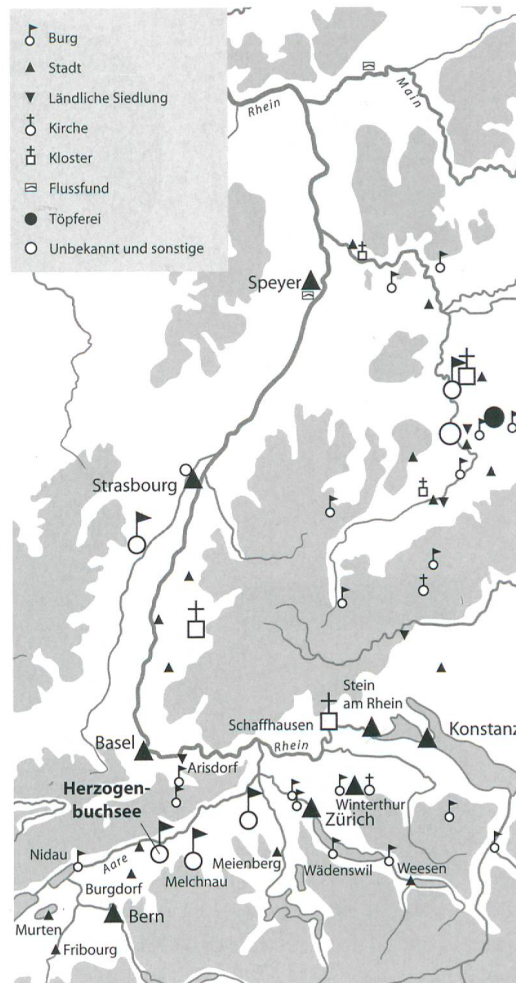 Burg
Stadt
Ländliche Siedlung
Kirche
Kloster
Flussfund
Töpferei
Unbekannt und sonstige
Rhein
Main
Speyer
Strasbourg
Stein
am Rhein
Schaffhausen
Konstanz
Rhein
Basel
Arisdorf
Herzogen-
buchsee
Winterthur
Zürich
Nidau
Aare
Meienberg
Wädenswil
Weesen
Melchnau
Burgdorf
Bern
Murten
Fribourg